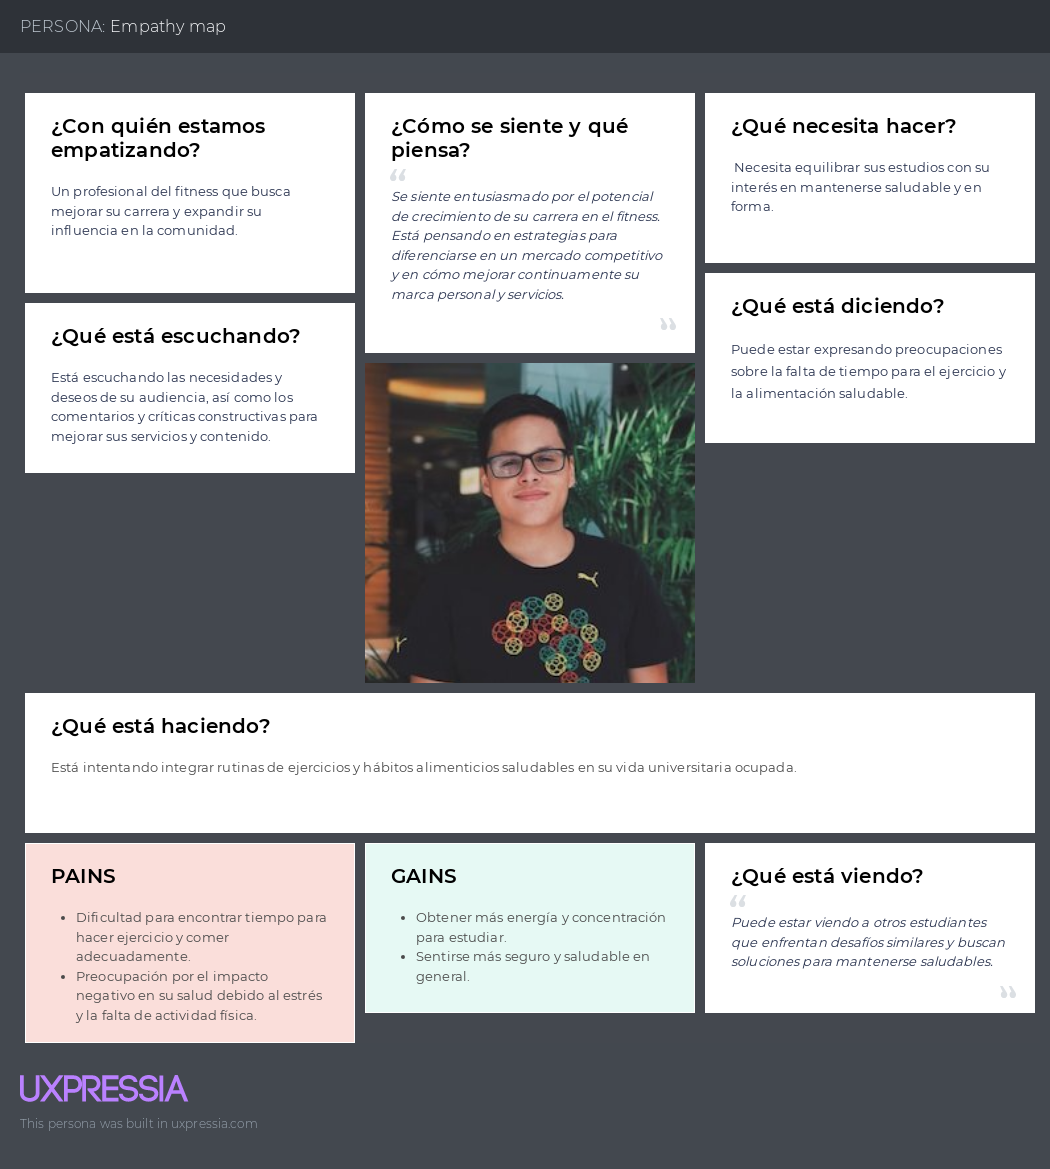 PERSONA: Empathy map
¿Con quién estamos
empatizando?
Un profesional del fitness que busca
mejorar su carrera y expandir su
influencia en la comunidad.
¿Cómo se siente y qué
piensa?
“
Se siente entusiasmado por el potencial
de crecimiento de su carrera en el fitness.
Está pensando en estrategias para
diferenciarse en un mercado competitivo
y en cómo mejorar continuamente su
marca personal y servicios.
”
¿Qué necesita hacer?
Necesita equilibrar sus estudios con su
interés en mantenerse saludable y en
forma.
¿Qué está escuchando?
Está escuchando las necesidades y
deseos de su audiencia, así como los
comentarios y críticas constructivas para
mejorar sus servicios y contenido.
¿Qué está diciendo?
Puede estar expresando preocupaciones
sobre la falta de tiempo para el ejercicio y
la alimentación saludable.
¿Qué está haciendo?
Está intentando integrar rutinas de ejercicios y hábitos alimenticios saludables en su vida universitaria ocupada.
PAINS
• Dificultad para encontrar tiempo para
hacer ejercicio y comer
adecuadamente.
• Preocupación por el impacto
negativo en su salud debido al estrés
y la falta de actividad física.
GAINS
• Obtener más energía y concentración
para estudiar.
• Sentirse más seguro y saludable en
general.
¿Qué está viendo?
“
Puede estar viendo a otros estudiantes
que enfrentan desafíos similares y buscan
soluciones para mantenerse saludables.
”
UXPRESSIA
This persona was built in uxpressia.com